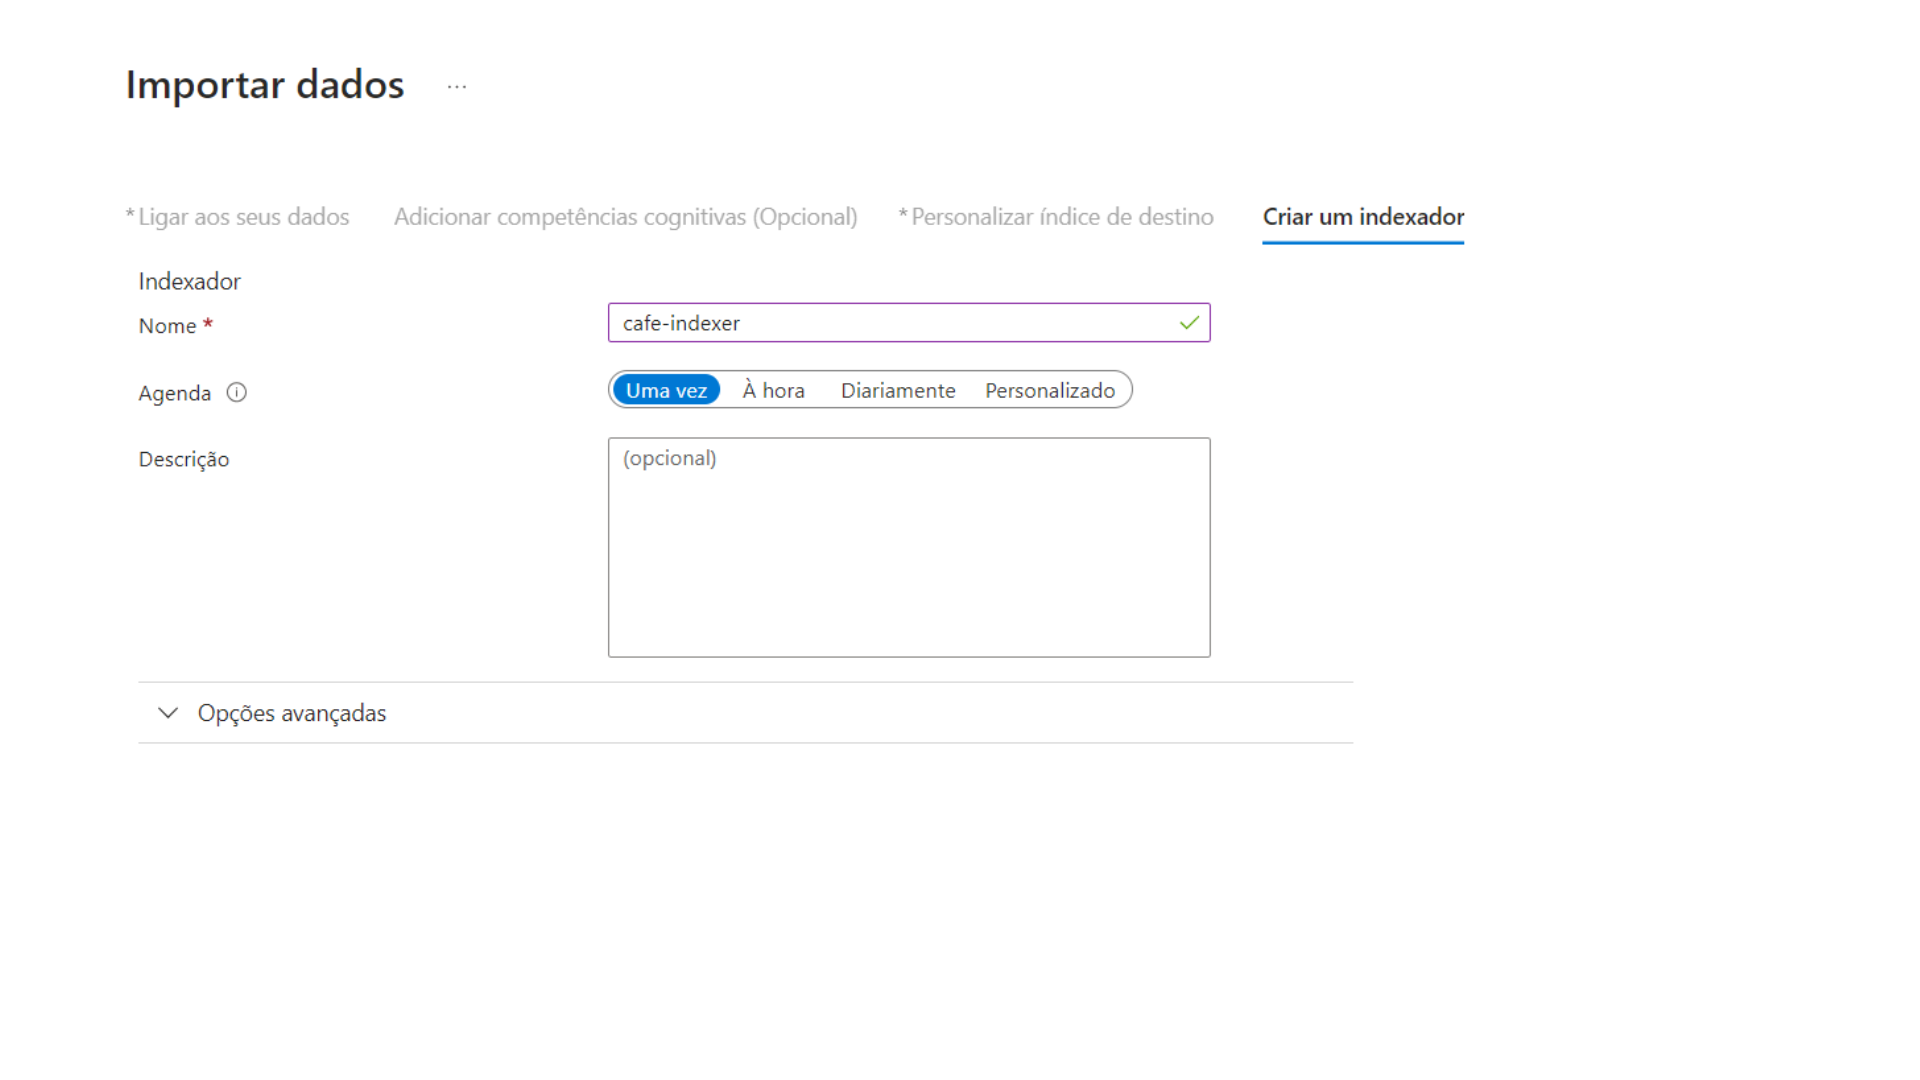 Importar dados ...
* Ligar aos seus dados Adicionar competências cognitivas (Opcional) * Personalizar índice de destino Criar um indexador
Indexador
Nome * cafe-indexer
Agenda Uma vez À hora Diariamente Personalizado
Descrição (opcional)
Opções avançadas